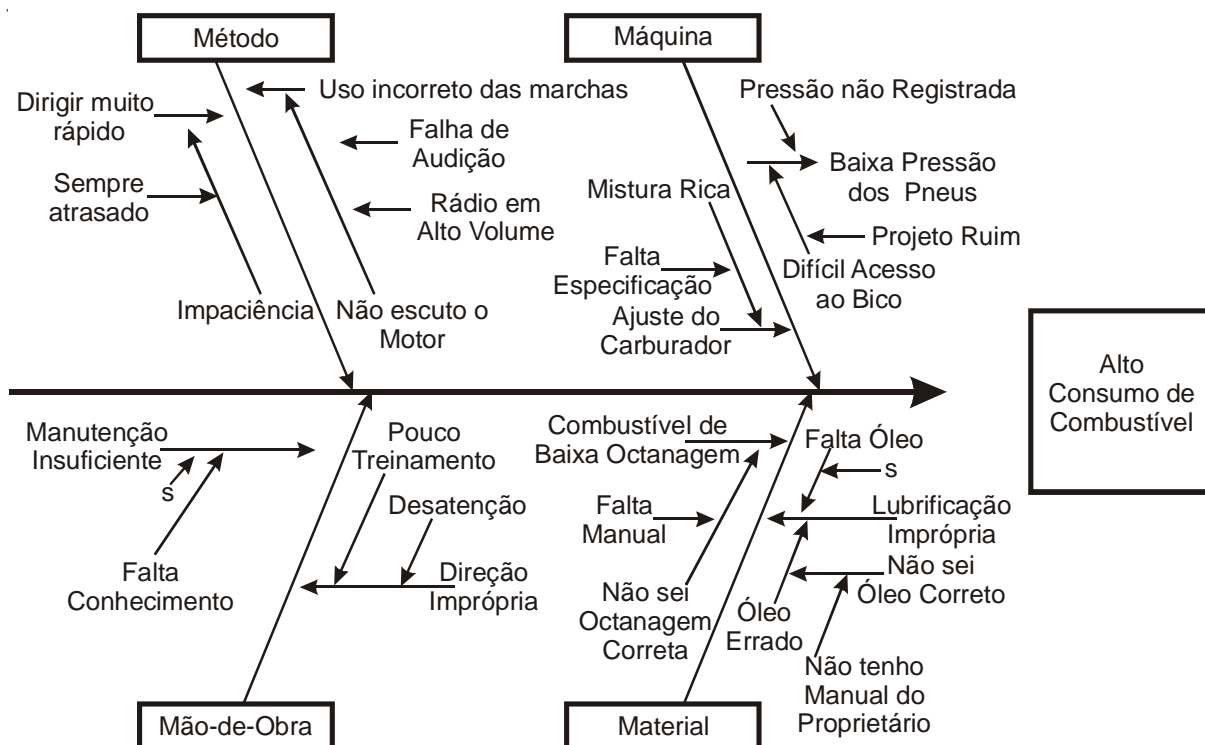 Método
Máquina
Dirigir muito
rápido
Uso incorreto das marchas
Pressão não Registrada
Falha de
Audição
Baixa Pressão
dos Pneus
Sempre
atrasado
Rádio em
Alto Volume
Mistura Rica
Projeto Ruim
Falta
Especificação
Difícil Acesso
ao Bico
Impaciência
Não escuto o
Motor
Ajuste do
Carburador
Alto
Consumo de
Combustível
Manutenção
Insuficiente
s
Pouco
Treinamento
Combustível de
Baixa Octanagem
Falta Óleo
s
Desatenção
Falta
Manual
Lubrificação
Imprópria
Falta
Conhecimento
Direção
Imprópria
Não sei
Octanagem
Correta
Óleo
Errado
Não sei
Óleo Correto
Não tenho
Manual do
Proprietário
Mão-de-Obra
Material